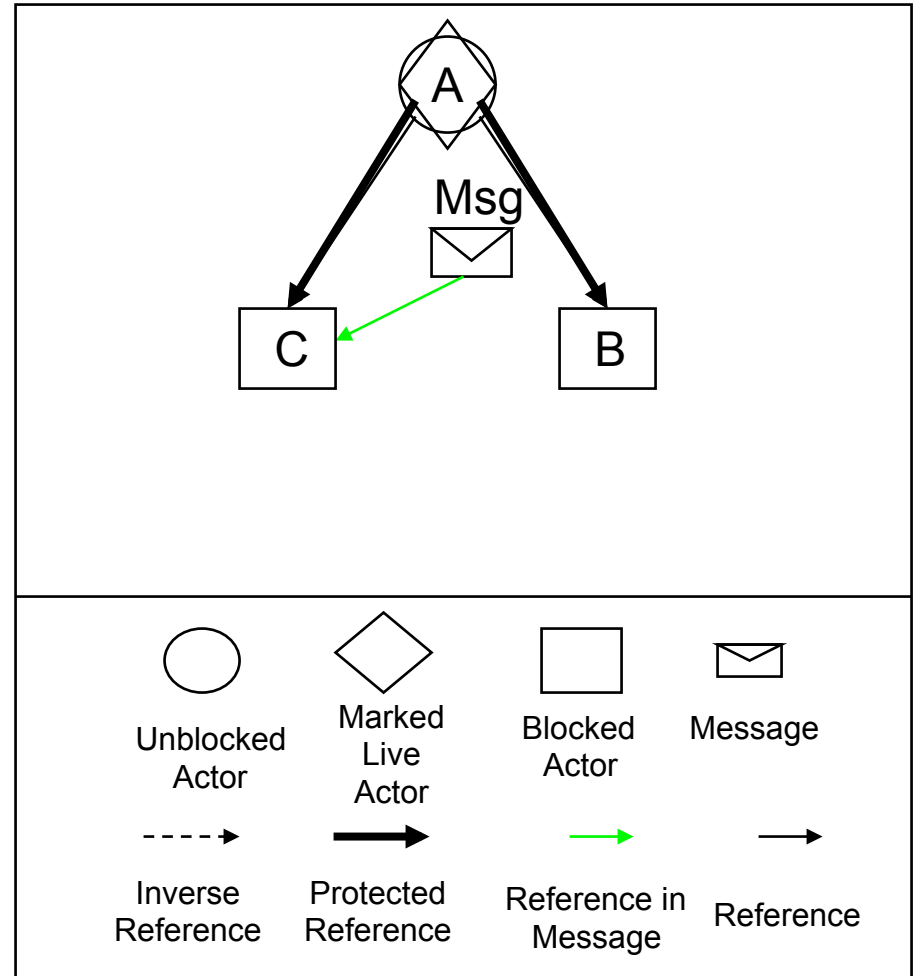 A
Msg
C
B
Unblocked
Actor
Marked
Live
Actor
Blocked
Actor
Message
Inverse
Reference
Protected
Reference
Reference in
Message
Reference